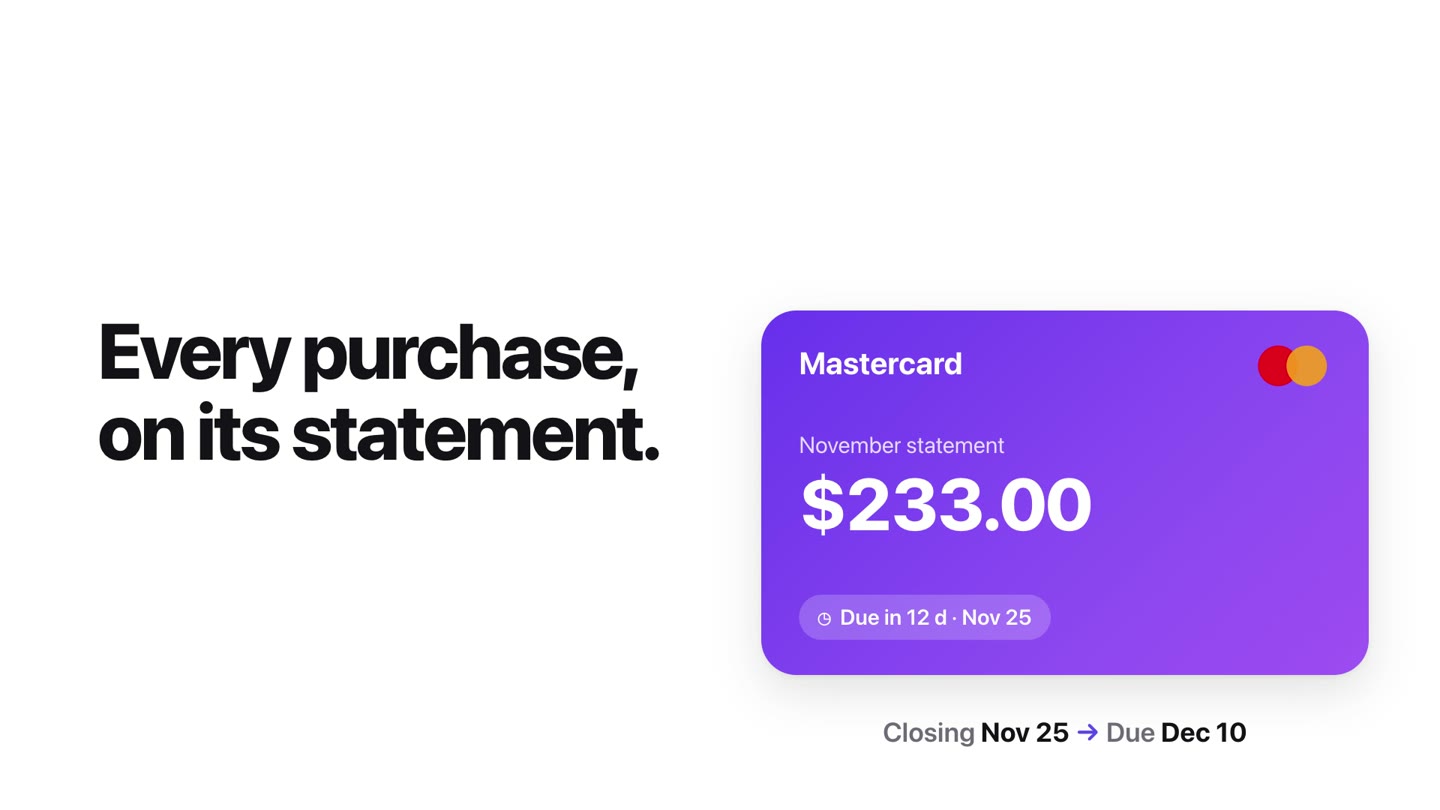 Every purchase,
on its statement.
Mastercard
November statement
$233.00
Due in 12 d · Nov 25
Closing Nov 25 → Due Dec 10